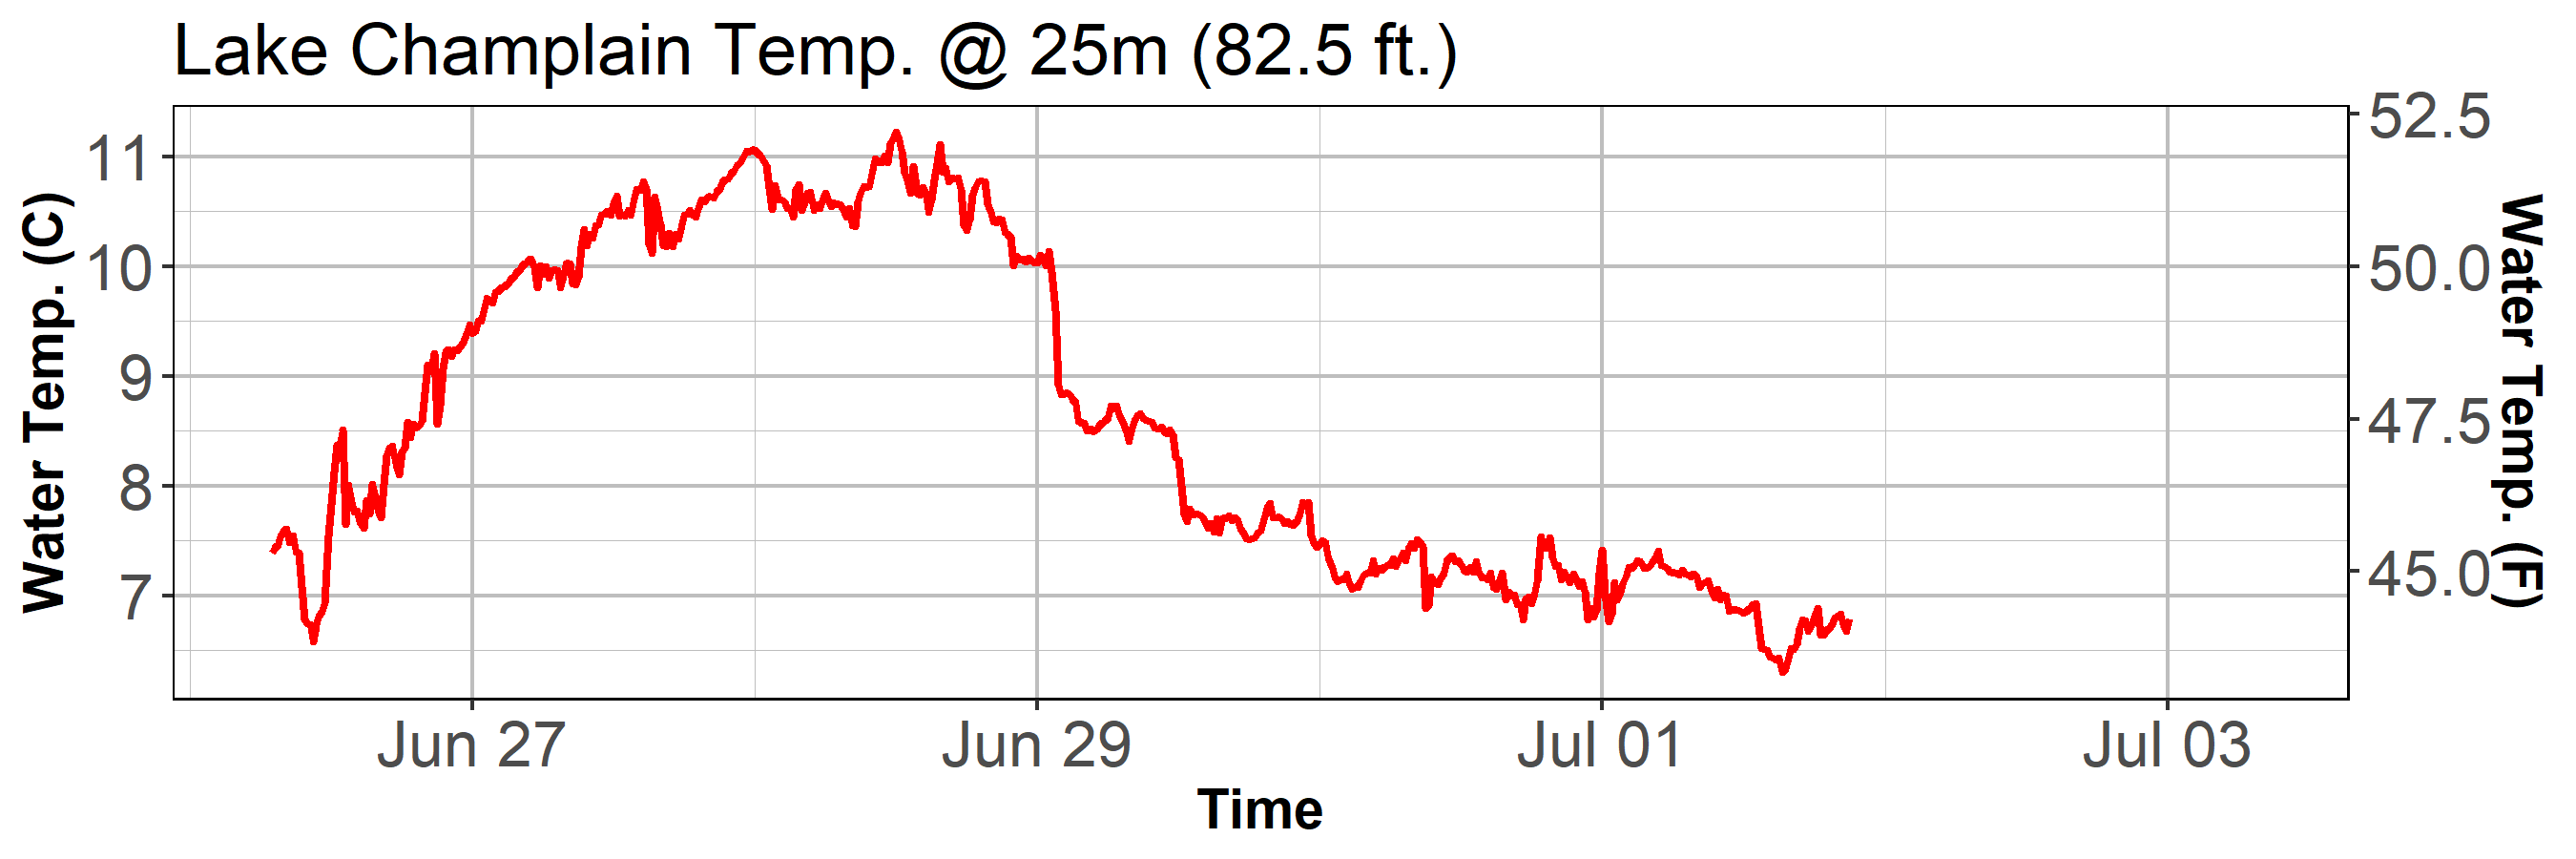 Lake Champlain Temp. @ 25m (82.5 ft.)
Water Temp. (C)
11
10
9
8
7
52.5
50.0
47.5
45.0
Water Temp. (F)
Jun 27
Jun 29
Jul 01
Jul 03
Time